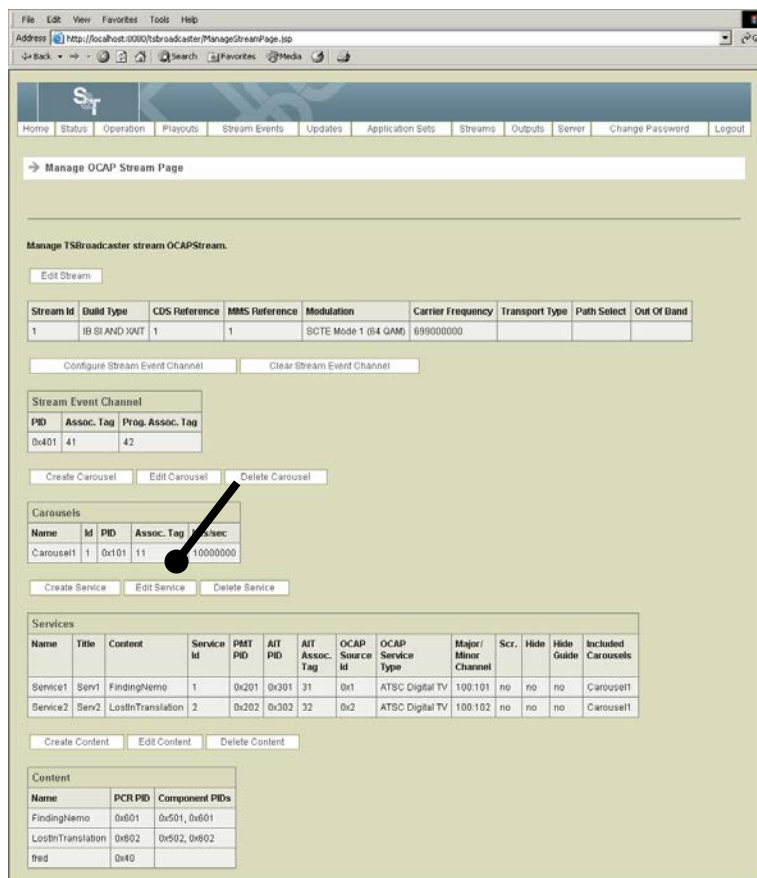 File Edit View Favorites Tools Help
Address http://localhost:8080/tsbroadcaster/ManageStreamPage.jsp
Back Search Favorites Media
S&T
Home Status Operation Playouts Stream Events Updates Application Sets Streams Outputs Server Change Password Logout
Manage OCAP Stream Page
Manage TSBroadcaster stream OCAPStream.
Edit Stream
Stream Id Build Type CDS Reference MMS Reference Modulation Carrier Frequency Transport Type Path Select Out Of Band
1 IB SI AND XAIT 1 1 SCTE Mode 1 (64 QAM) 699000000
Configure Stream Event Channel Clear Stream Event Channel
Stream Event Channel
PID Assoc. Tag Prog. Assoc. Tag
0x401 41 42
Create Carousel Edit Carousel Delete Carousel
Carousels
Name Id PID Assoc. Tag
Carousel1 1 0x101 11 10000000
Create Service Edit Service Delete Service
Services
Name Title Content Service Id PMT PID AIT PID AIT Assoc. Tag OCAP Source Id OCAP Service Type Major/ Minor Channel Scr. Hide Hide Guide Included Carousels
Service1 Serv1 FindingNemo 1 0x201 0x301 31 0x1 ATSC Digital TV 100:101 no no no Carousel1
Service2 Serv2 LostInTranslation 2 0x202 0x302 32 0x2 ATSC Digital TV 100:102 no no no Carousel1
Create Content Edit Content Delete Content
Content
Name PCR PID Component PIDs
FindingNemo 0x601 0x501, 0x601
LostInTranslation 0x602 0x502, 0x602
fred 0x40